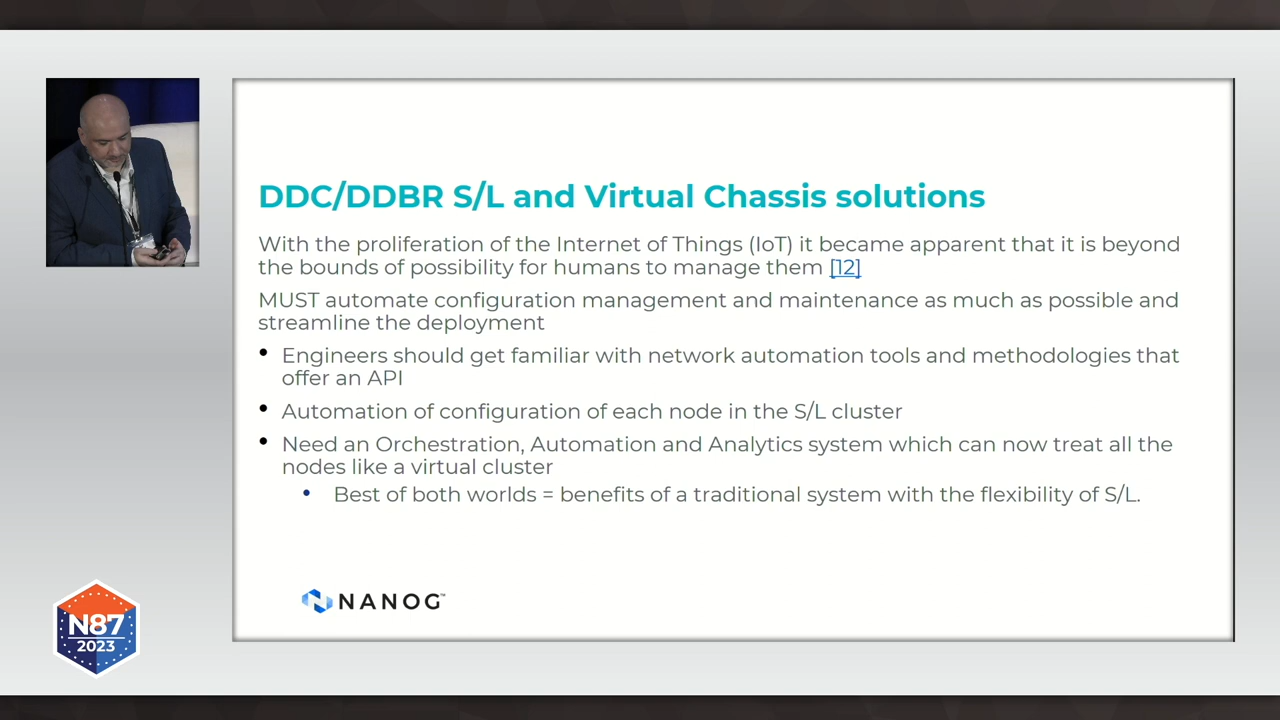 DDC/DDBR S/L and Virtual Chassis solutions
With the proliferation of the Internet of Things (IoT) it became apparent that it is beyond
the bounds of possibility for humans to manage them [12]
MUST automate configuration management and maintenance as much as possible and
streamline the deployment
• Engineers should get familiar with network automation tools and methodologies that
offer an API
• Automation of configuration of each node in the S/L cluster
• Need an Orchestration, Automation and Analytics system which can now treat all the
nodes like a virtual cluster
• Best of both worlds = benefits of a traditional system with the flexibility of S/L.
NANOG™
N87
2023